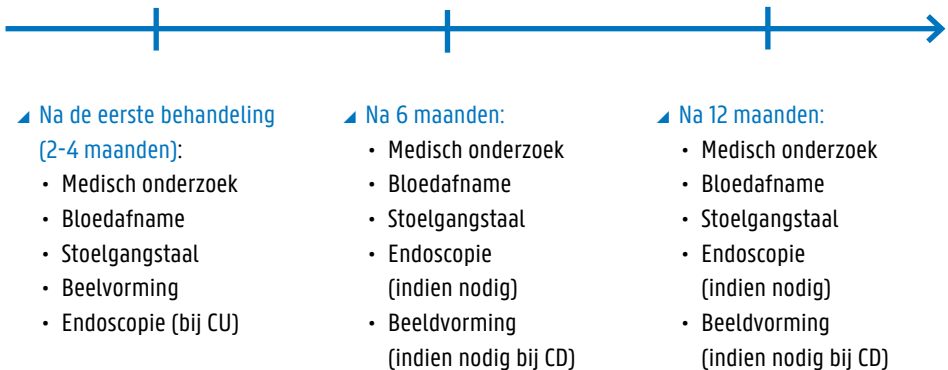 Na de eerste behandeling
(2-4 maanden):
• Medisch onderzoek
• Bloedafname
• Stoelgangstaal
• Beelvorming
• Endoscopie (bij CU)
Na 6 maanden:
• Medisch onderzoek
• Bloedafname
• Stoelgangstaal
• Endoscopie
(indien nodig)
• Beeldvorming
(indien nodig bij CD)
Na 12 maanden:
• Medisch onderzoek
• Bloedafname
• Stoelgangstaal
• Endoscopie
(indien nodig)
• Beeldvorming
(indien nodig bij CD)